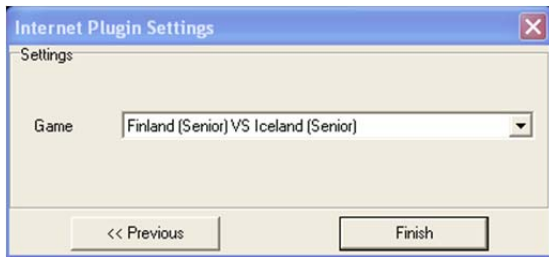 Internet Plugin Settings
Settings
Game
Finland (Senior) VS Iceland (Senior)
<< Previous
Finish